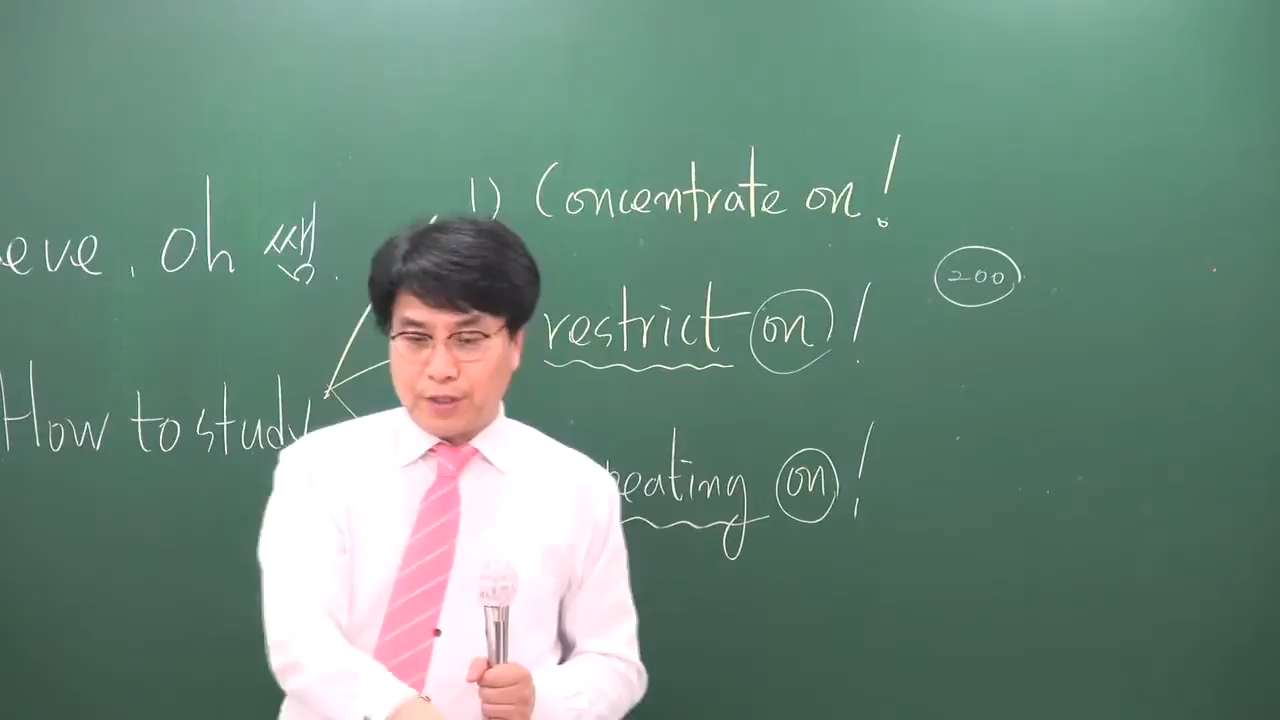 eve, oh 쌤.
How to study
1) Concentrate on!
restrict on!
eating on!
200